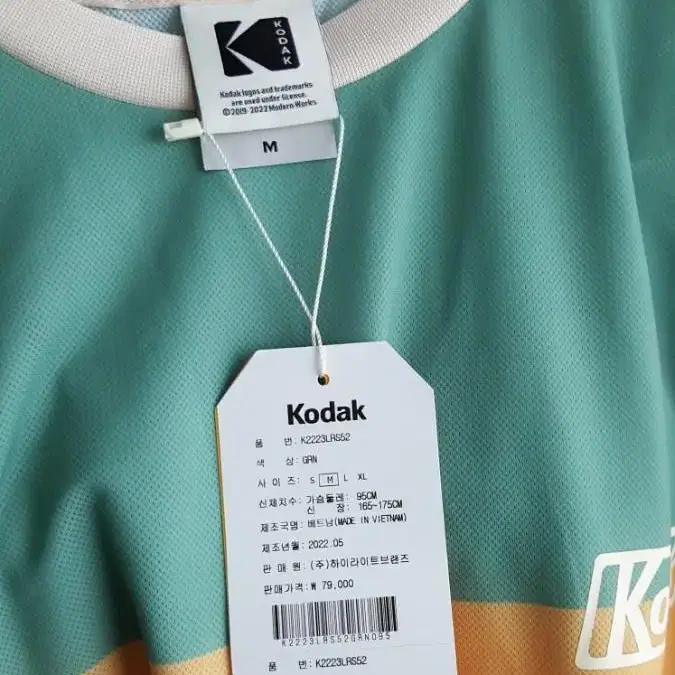 KODAK
Kodak logos and trademarks
are used under license.
©2019-2022 Modern Works.
M
Kodak
품 번: K2223LRS52
색 상: GRN
사 이 즈: S M L XL
신체치수: 가슴둘레: 95CM
신 장: 165~175CM
제조국명: 베트남(MADE IN VIETNAM)
제조년월: 2022.05
판 매 원: (주)하이라이트브랜즈
판매가격: ₩ 79,000
K2223LRS52GRN095
품 번: K2223LRS52
Ko